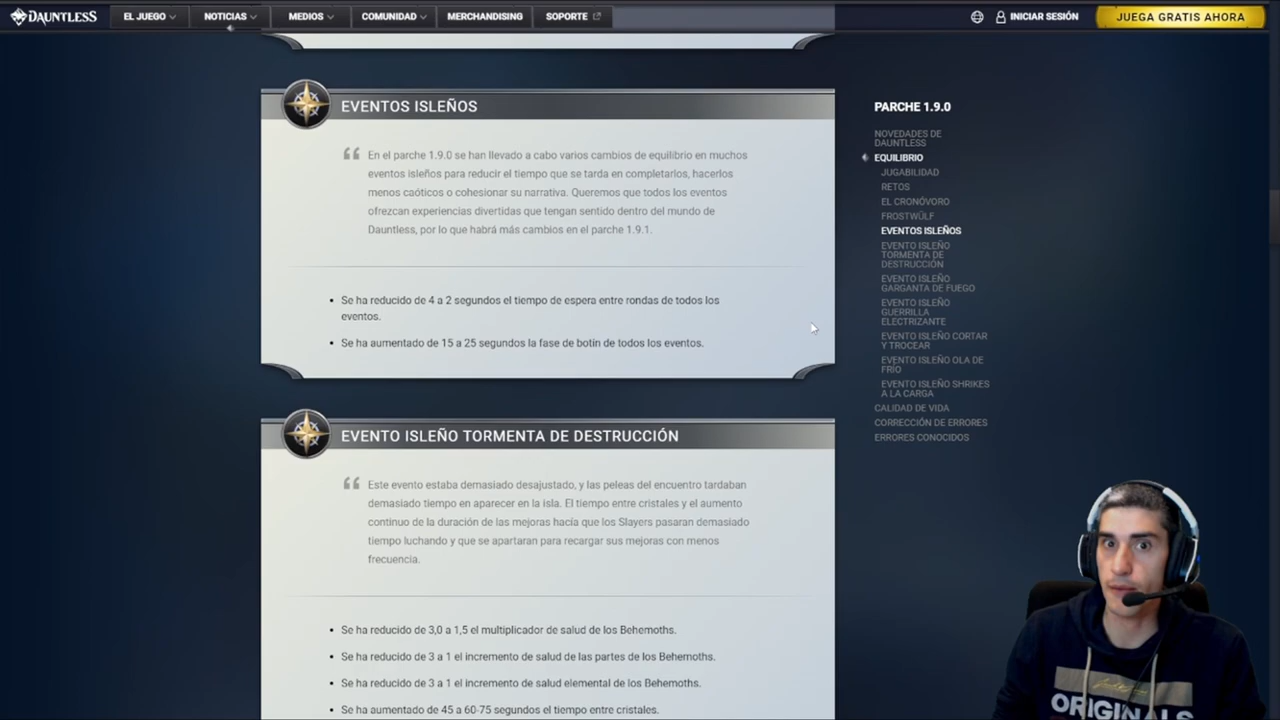 DAUNTLESS
EL JUEGO
NOTICIAS
MEDIOS
COMUNIDAD
MERCHANDISING
SOPORTE
INICIAR SESIÓN
JUEGA GRATIS AHORA
EVENTOS ISLEÑOS
En el parche 1.9.0 se han llevado a cabo varios cambios de equilibrio en muchos
eventos isleños para reducir el tiempo que se tarda en completarlos, hacerlos
menos caóticos o cohesionar su narrativa. Queremos que todos los eventos
ofrezcan experiencias divertidas que tengan sentido dentro del mundo de
Dauntless, por lo que habrá más cambios en el parche 1.9.1.
• Se ha reducido de 4 a 2 segundos el tiempo de espera entre rondas de todos los
eventos.
• Se ha aumentado de 15 a 25 segundos la fase de botín de todos los eventos.
EVENTO ISLEÑO TORMENTA DE DESTRUCCIÓN
Este evento estaba demasiado desajustado, y las peleas del encuentro tardaban
demasiado tiempo en aparecer en la isla. El tiempo entre cristales y el aumento
continuo de la duración de las mejoras hacía que los Slayers pasaran demasiado
tiempo luchando y que se apartaran para recargar sus mejoras con menos
frecuencia.
• Se ha reducido de 3,0 a 1,5 el multiplicador de salud de los Behemoths.
• Se ha reducido de 3 a 1 el incremento de salud de las partes de los Behemoths.
• Se ha reducido de 3 a 1 el incremento de salud elemental de los Behemoths.
• Se ha aumentado de 45 a 60-75 segundos el tiempo entre cristales.
PARCHE 1.9.0
NOVEDADES DE
DAUNTLESS
EQUILIBRIO
JUGABILIDAD
RETOS
EL CRONÓVORO
FROSTWÜLF
EVENTOS ISLEÑOS
EVENTO ISLEÑO
TORMENTA DE
DESTRUCCIÓN
EVENTO ISLEÑO
GARGANTA DE FUEGO
EVENTO ISLEÑO
GUERRILLA
ELECTRIZANTE
EVENTO ISLEÑO CORTAR
Y TROCEAR
EVENTO ISLEÑO OLA DE
FRÍO
EVENTO ISLEÑO SHRIKES
A LA CARGA
CALIDAD DE VIDA
CORRECCIÓN DE ERRORES
ERRORES CONOCIDOS
ORIGINALS